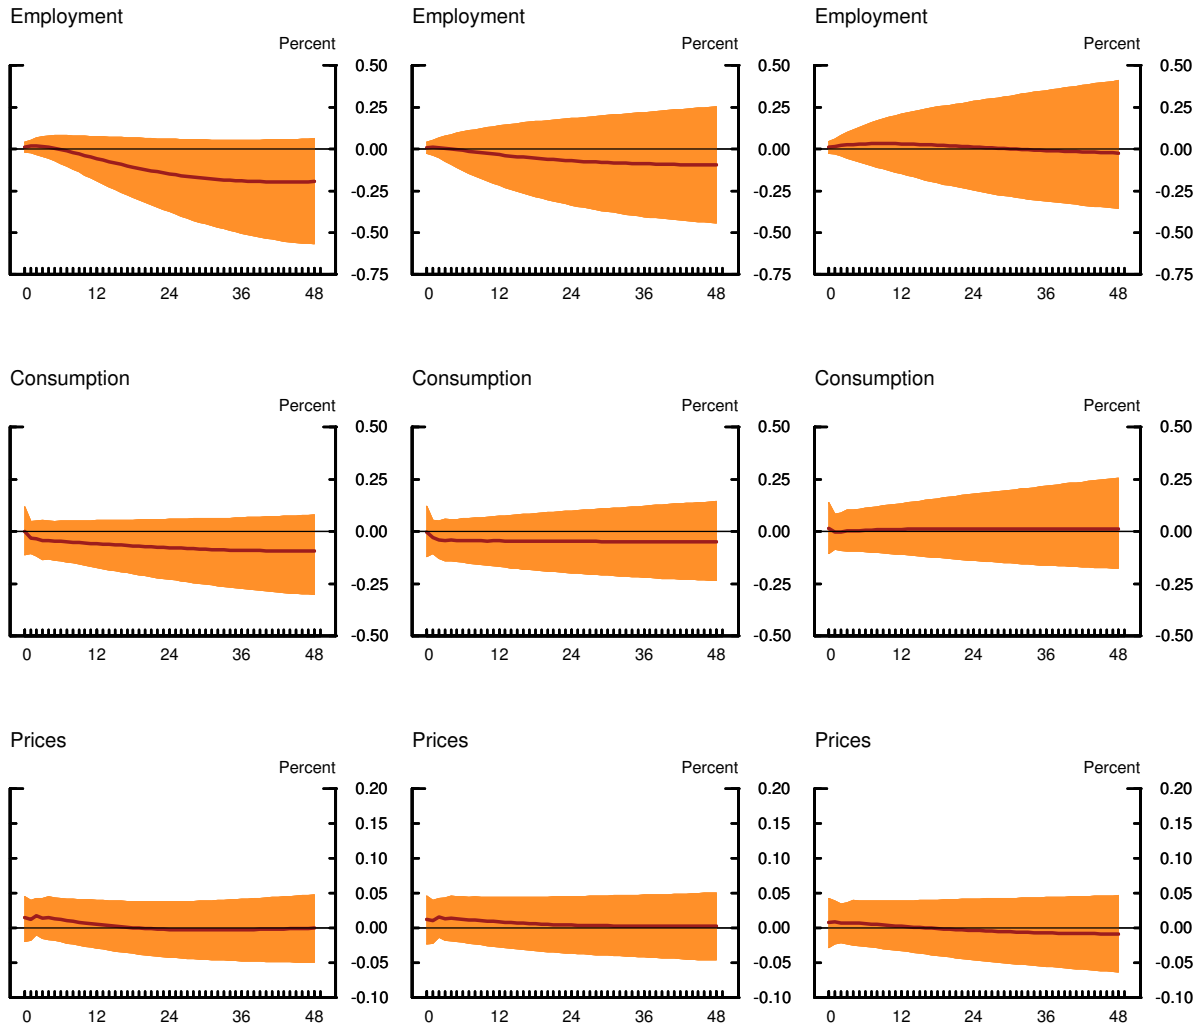 Employment Employment Employment
Percent Percent Percent
0.50 0.50 0.50
0.25 0.25 0.25
0.00 0.00 0.00
-0.25 -0.25 -0.25
-0.50 -0.50 -0.50
-0.75 -0.75 -0.75
0 12 24 36 48 0 12 24 36 48 0 12 24 36 48
Consumption Consumption Consumption
Percent Percent Percent
0.50 0.50 0.50
0.25 0.25 0.25
0.00 0.00 0.00
-0.25 -0.25 -0.25
-0.50 -0.50 -0.50
0 12 24 36 48 0 12 24 36 48 0 12 24 36 48
Prices Prices Prices
Percent Percent Percent
0.20 0.20 0.20
0.15 0.15 0.15
0.10 0.10 0.10
0.05 0.05 0.05
0.00 0.00 0.00
-0.05 -0.05 -0.05
-0.10 -0.10 -0.10
0 12 24 36 48 0 12 24 36 48 0 12 24 36 48